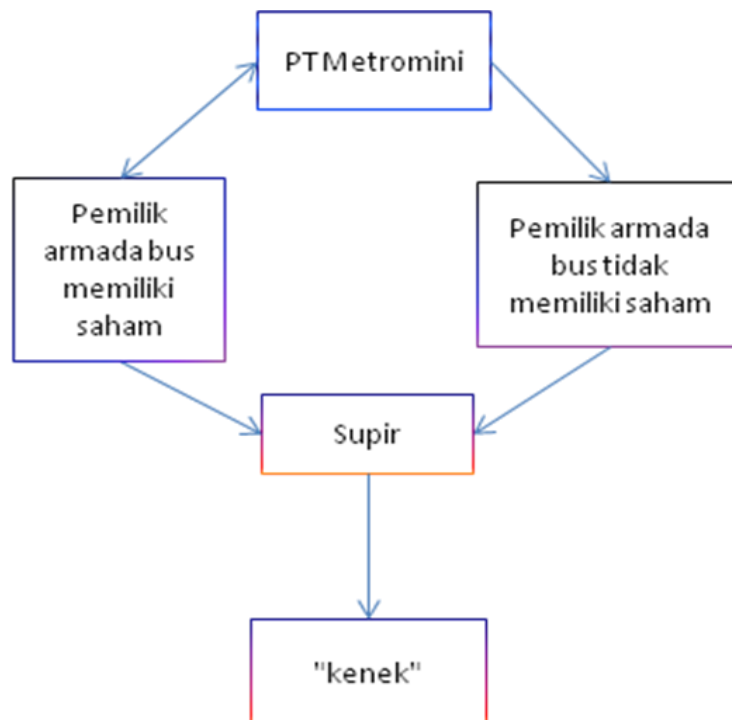 PT Metromini
Pemilik
armada bus
memiliki
saham
Pemilik armada
bus tidak
memiliki saham
Supir
"kenek"